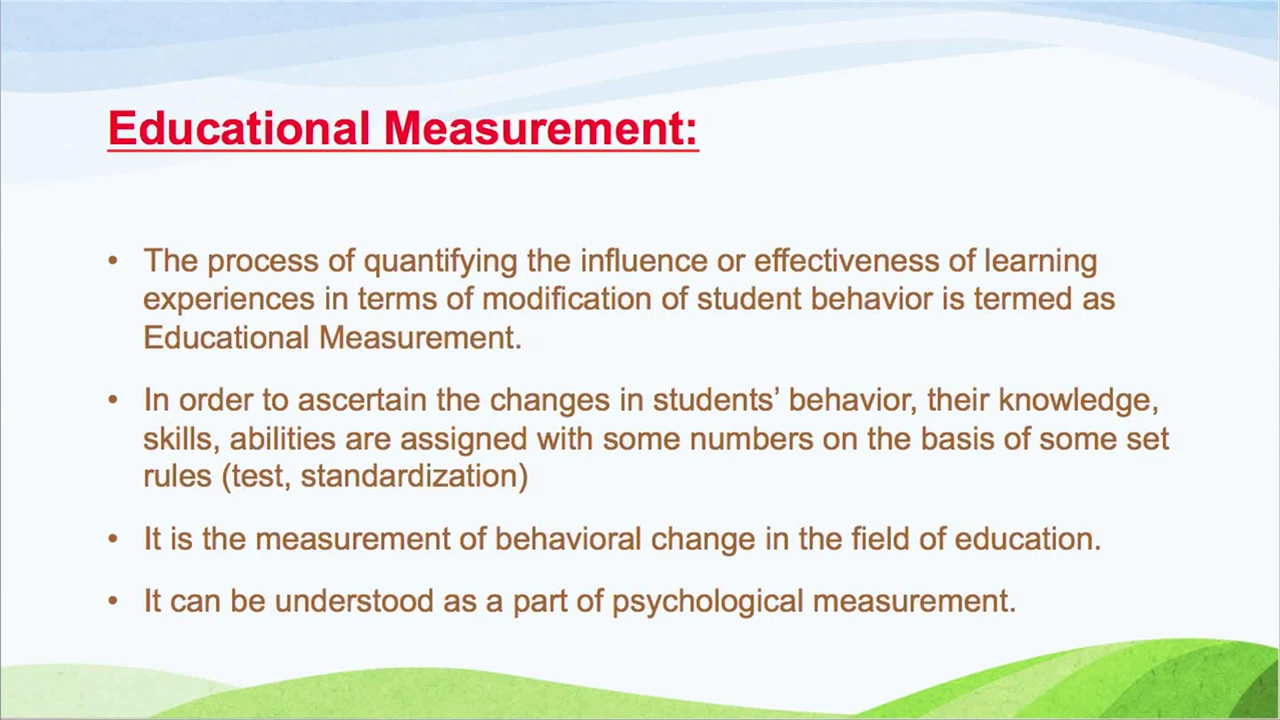 Educational Measurement:
• The process of quantifying the influence or effectiveness of learning
experiences in terms of modification of student behavior is termed as
Educational Measurement.
• In order to ascertain the changes in students’ behavior, their knowledge,
skills, abilities are assigned with some numbers on the basis of some set
rules (test, standardization)
• It is the measurement of behavioral change in the field of education.
• It can be understood as a part of psychological measurement.